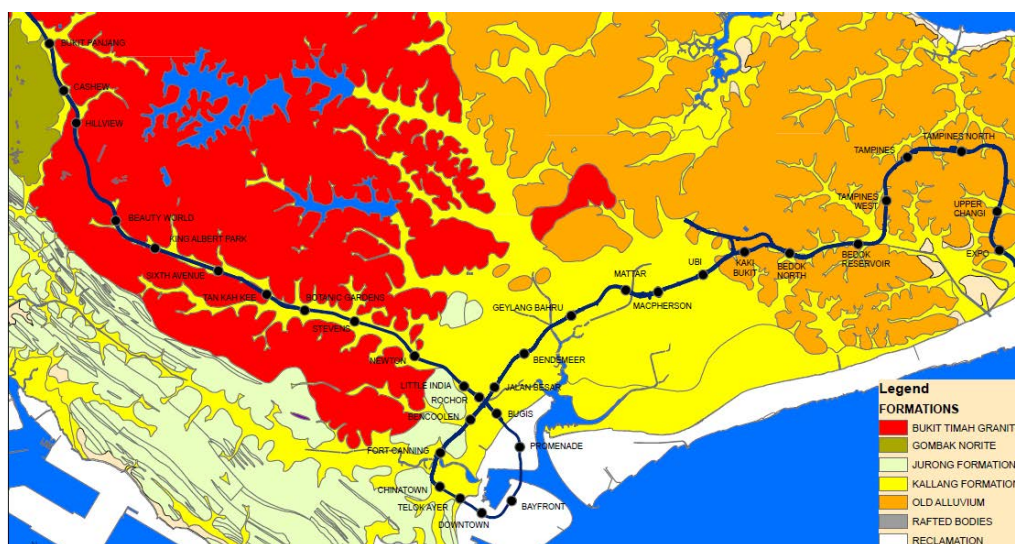 BUKIT PANJANG
CASHEW
HILLVIEW
BEAUTY WORLD
KING ALBERT PARK
SIXTH AVENUE
TAN KAH KEE
BOTANIC GARDENS
STEVENS
NEWTON
LITTLE INDIA
ROCHOR
BENCOOLEN
FORT CANNING
CHINATOWN
TELOK AYER
DOWNTOWN
BAYFRONT
PROMENADE
BUGIS
JALAN BESAR
BENDEMEER
GEYLANG BAHRU
MATTAR
MACPHERSON
UBI
KAKI
BUKIT
BEDOK
NORTH
BEDOK
RESERVOIR
TAMPINES
WEST
TAMPINES
TAMPINES NORTH
UPPER
CHANGI
EXPO
Legend
FORMATIONS
BUKIT TIMAH GRANIT
GOMBAK NORITE
JURONG FORMATION
KALLANG FORMATION
OLD ALLUVIUM
RAFTED BODIES
RECLAMATION